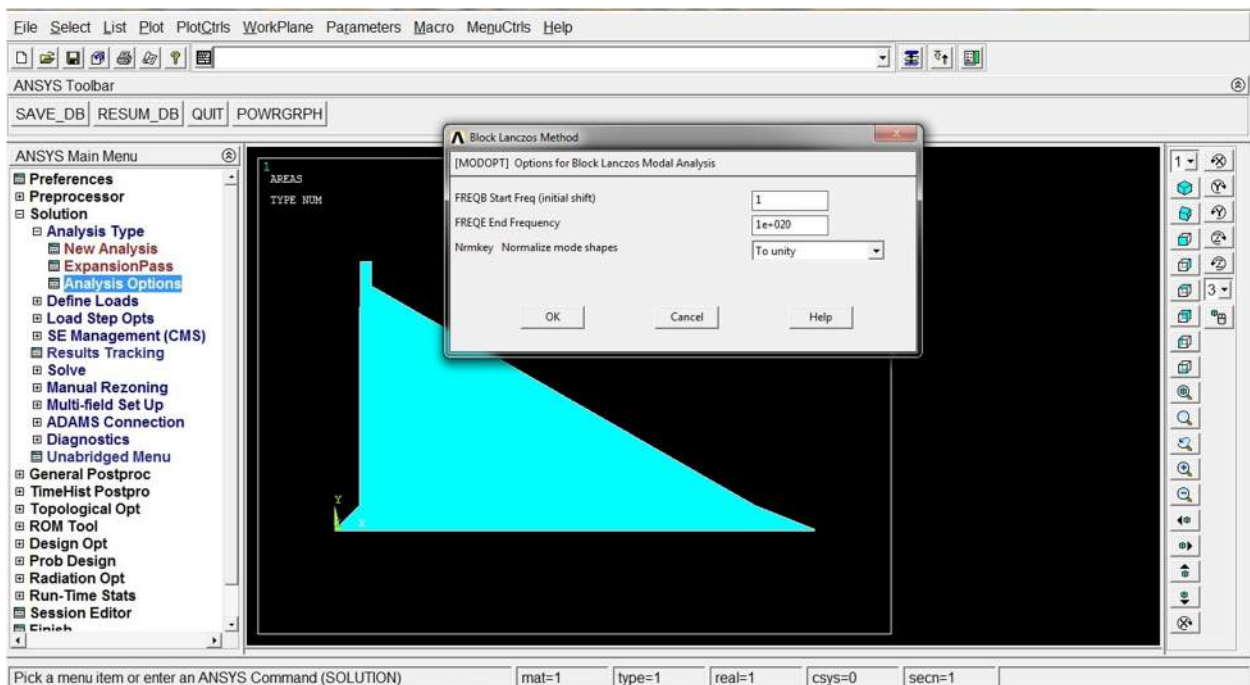 File Select List Plot PlotCtrls WorkPlane Parameters Macro MenuCtrls Help
ANSYS Toolbar
SAVE_DB RESUM_DB QUIT POWRGRPH
ANSYS Main Menu
Preferences
Preprocessor
Solution
Analysis Type
New Analysis
ExpansionPass
Analysis Options
Define Loads
Load Step Opts
SE Management (CMS)
Results Tracking
Solve
Manual Rezoning
Multi-field Set Up
ADAMS Connection
Diagnostics
Unabridged Menu
General Postproc
TimeHist Postpro
Topological Opt
ROM Tool
Design Opt
Prob Design
Radiation Opt
Run-Time Stats
Session Editor
Finish
1
AREAS
TYPE NUM
Y
X
Block Lanczos Method
[MODOPT] Options for Block Lanczos Modal Analysis
FREQB Start Freq (initial shift) 1
FREQE End Frequency 1e+020
Nrmkey Normalize mode shapes To unity
OK Cancel Help
1
3
Pick a menu item or enter an ANSYS Command (SOLUTION) mat=1 type=1 real=1 csys=0 secn=1